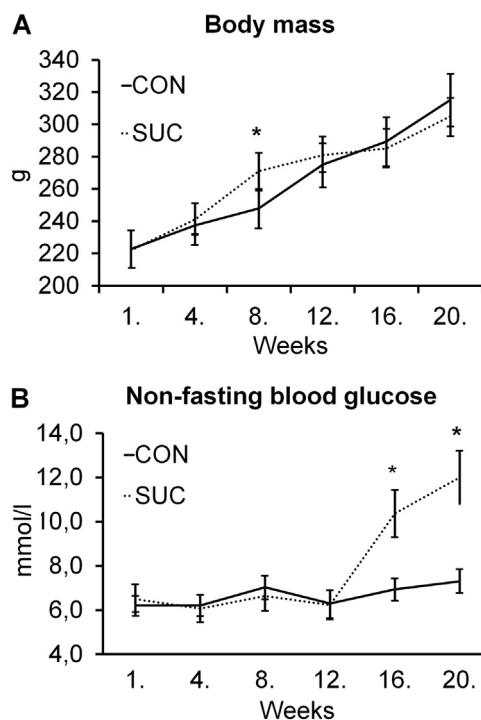 A
Body mass
340
320
300
280
260
240
220
200
g
CON
SUC
*
1. 4. 8. 12. 16. 20.
Weeks
B
Non-fasting blood glucose
14,0
12,0
10,0
8,0
6,0
4,0
mmol/l
CON
SUC
*
*
1. 4. 8. 12. 16. 20.
Weeks